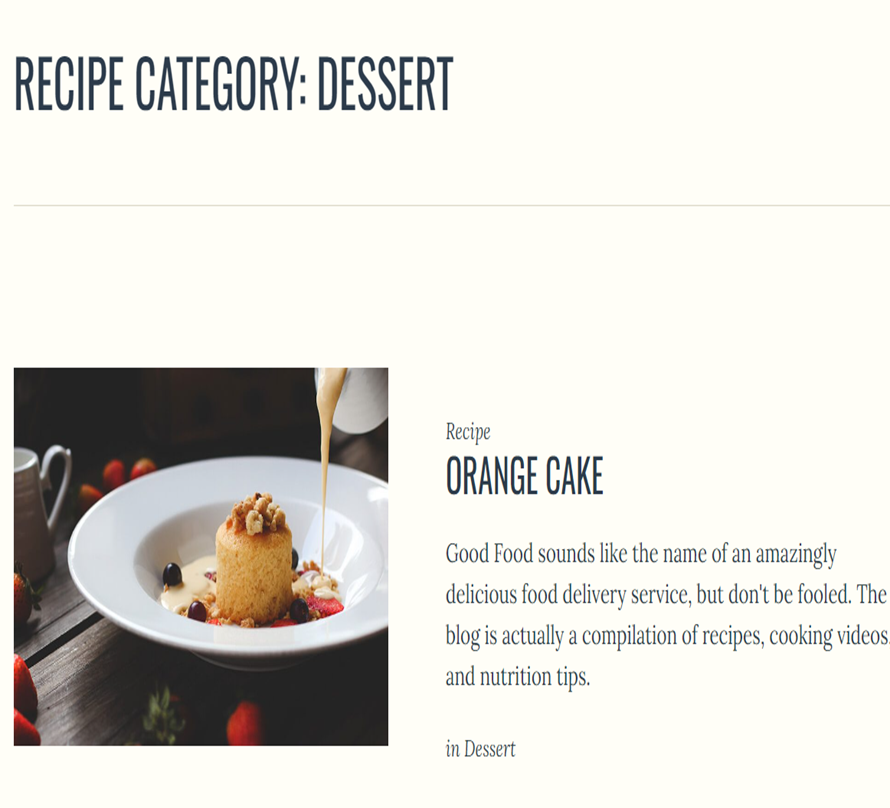 RECIPE CATEGORY: DESSERT
Recipe
ORANGE CAKE
Good Food sounds like the name of an amazingly
delicious food delivery service, but don't be fooled. The
blog is actually a compilation of recipes, cooking videos,
and nutrition tips.
in Dessert